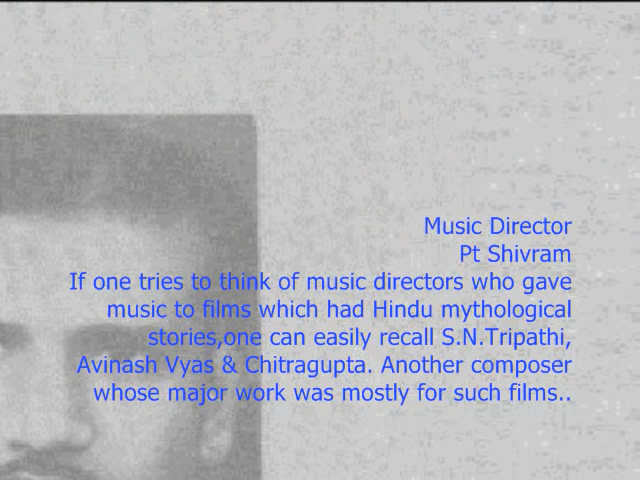 Music Director
Pt Shivram
If one tries to think of music directors who gave
music to films which had Hindu mythological
stories,one can easily recall S.N.Tripathi,
Avinash Vyas & Chitragupta. Another composer
whose major work was mostly for such films..